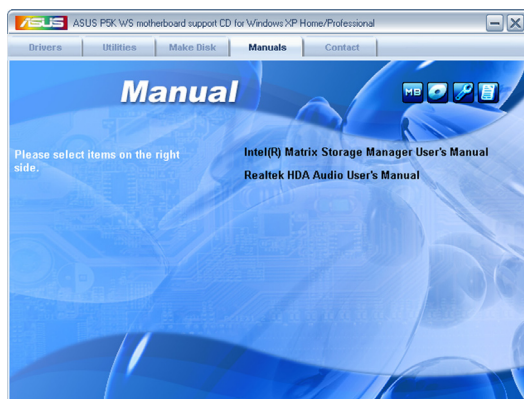 ASUS ASUS P5K WS motherboard support CD for Windows XP Home/Professional
Drivers Utilities Make Disk Manuals Contact
Manual
MB
Please select items on the right
side.
Intel(R) Matrix Storage Manager User's Manual
Realtek HDA Audio User's Manual